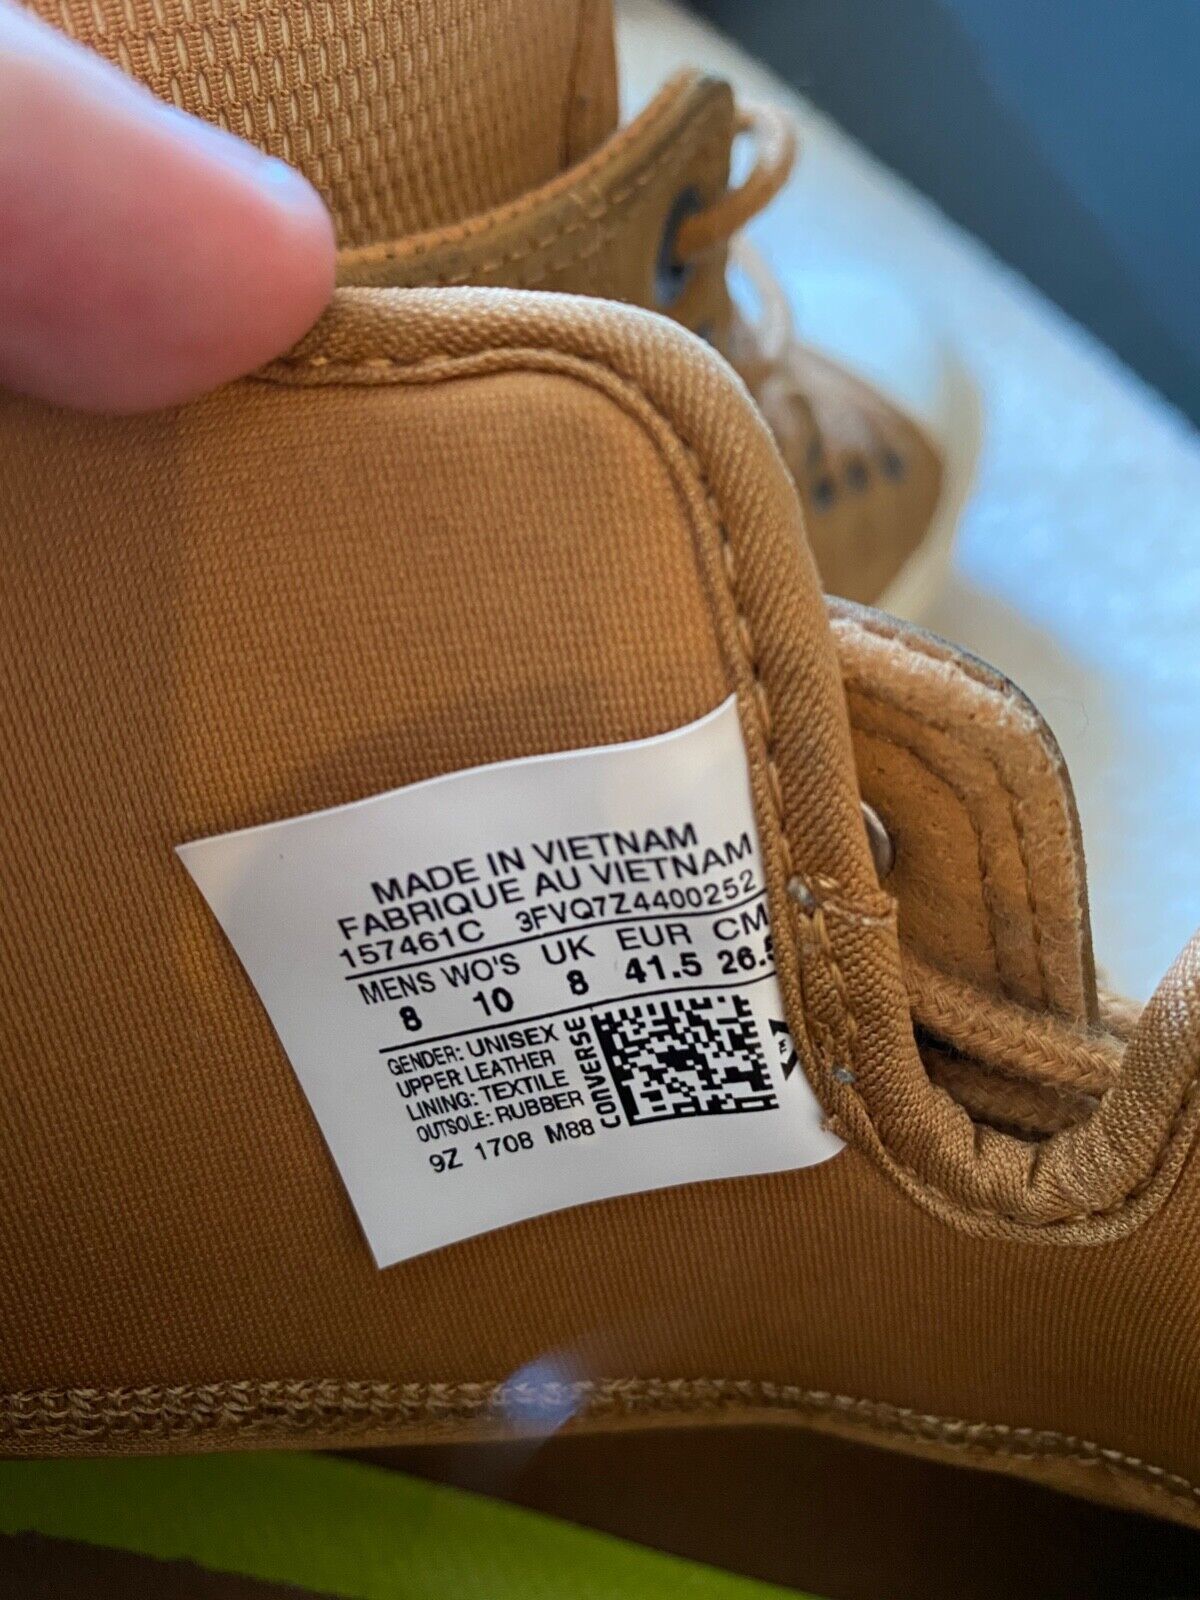 MADE IN VIETNAM
FABRIQUE AU VIETNAM
157461C 3FVQ7Z4400252
MENS WO'S UK EUR CM
8 10 8 41.5 26.5
GENDER: UNISEX
UPPER LEATHER
LINING: TEXTILE
OUTSOLE: RUBBER
9Z 1708 M88
CONVERSE